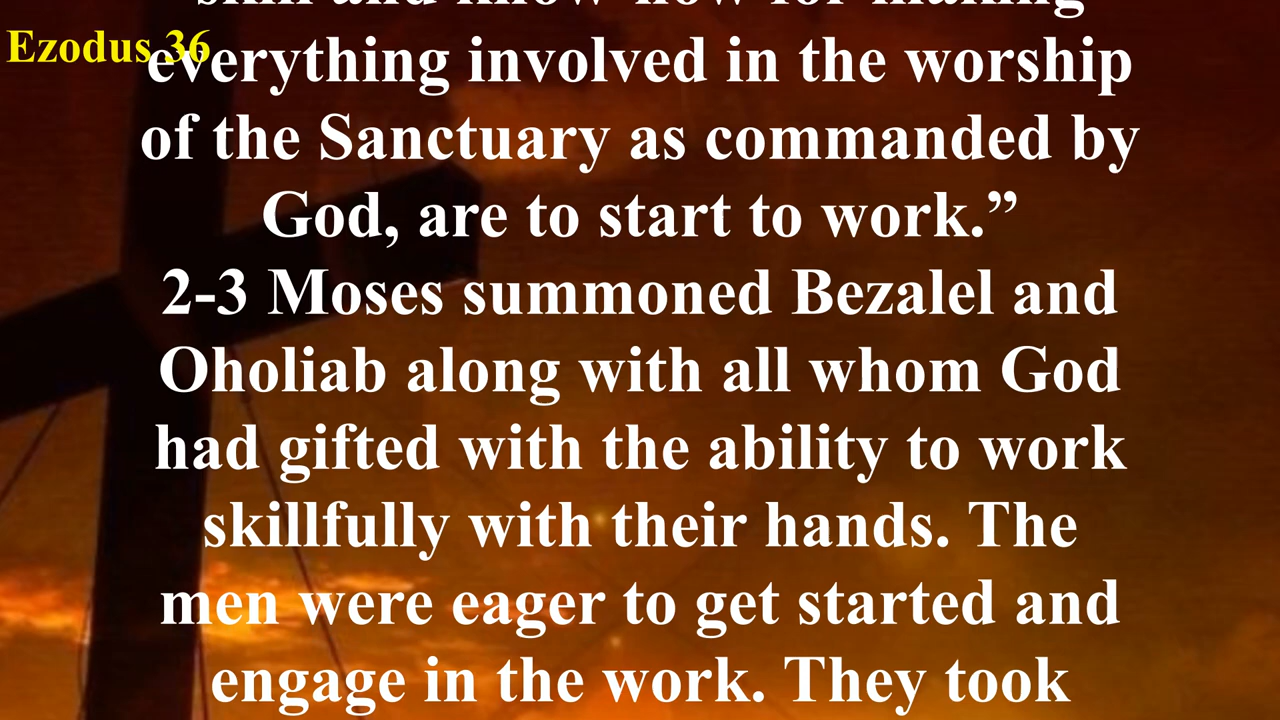 skill and know-how for making
Ezodus 36
everything involved in the worship
of the Sanctuary as commanded by
God, are to start to work.”
2-3 Moses summoned Bezalel and
Oholiab along with all whom God
had gifted with the ability to work
skillfully with their hands. The
men were eager to get started and
engage in the work. They took